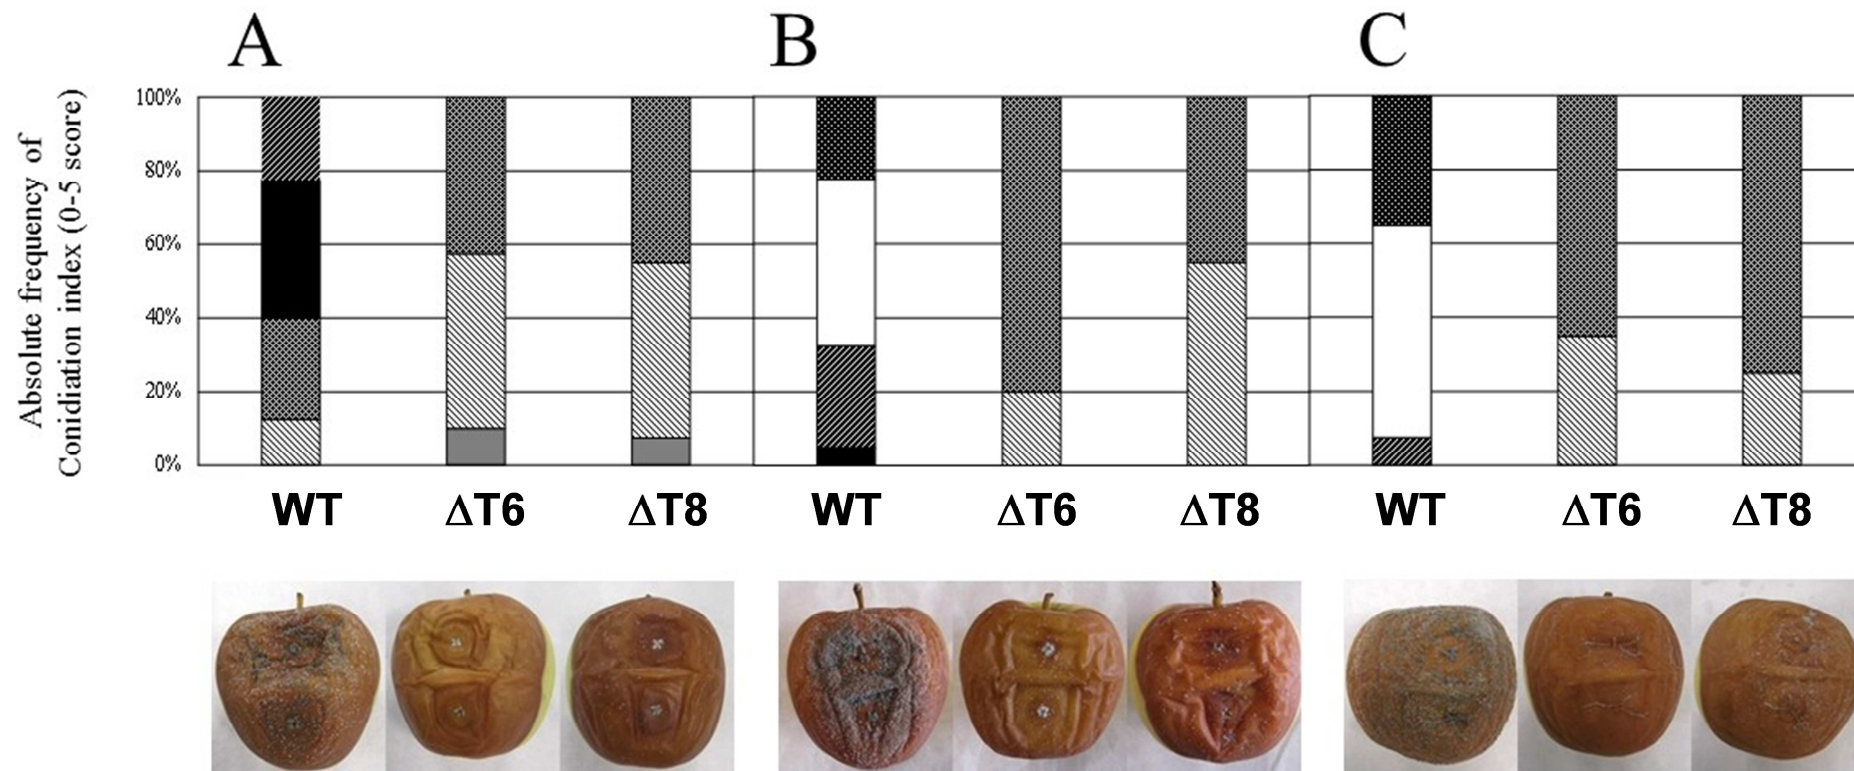 A B C
Absolute frequency of
Conidiation index (0-5 score)
100%
80%
60%
40%
20%
0%
WT ΔT6 ΔT8 WT ΔT6 ΔT8 WT ΔT6 ΔT8